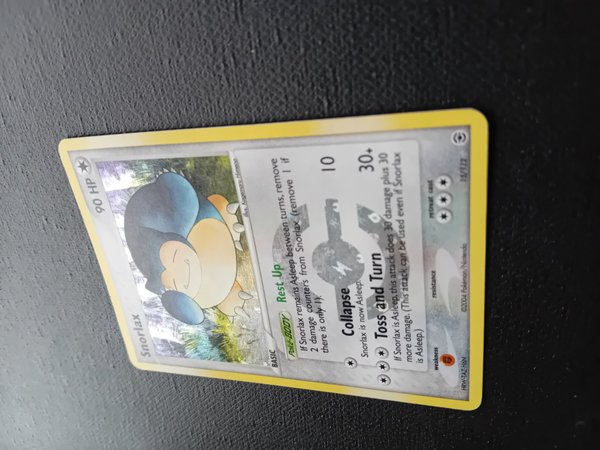 Snorlax 90 HP
BASIC
Poké-BODY Rest Up
If Snorlax remains Asleep between turns, remove
2 damage counters from Snorlax (remove 1 if
there is only 1).
Collapse 10
Snorlax is now Asleep.
Toss and Turn 30+
If Snorlax is Asleep, this attack does 30 damage plus 30
more damage. (This attack can be used even if Snorlax
is Asleep.)
weakness resistance retreat cost
©2004 Pokémon/Nintendo
/112